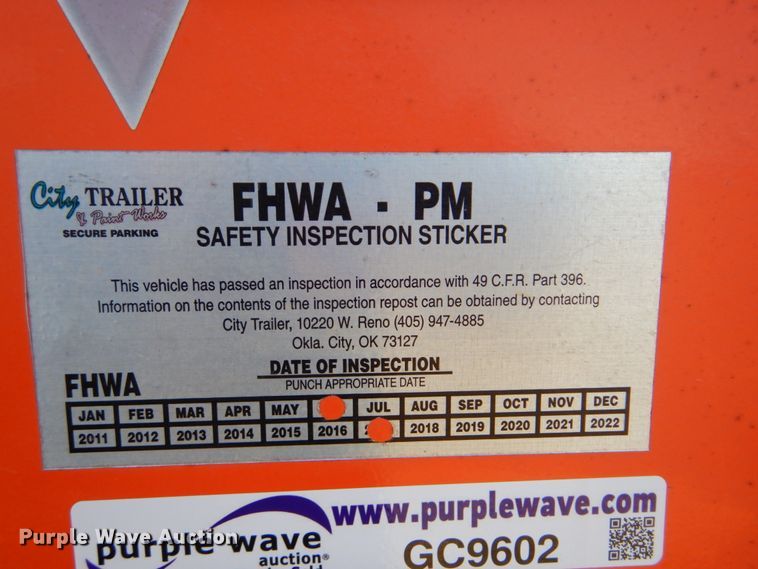 City TRAILER
& Paint Works
SECURE PARKING
FHWA - PM
SAFETY INSPECTION STICKER
This vehicle has passed an inspection in accordance with 49 C.F.R. Part 396.
Information on the contents of the inspection repost can be obtained by contacting
City Trailer, 10220 W. Reno (405) 947-4885
Okla. City, OK 73127
DATE OF INSPECTION
PUNCH APPROPRIATE DATE
FHWA
JAN FEB MAR APR MAY JUL AUG SEP OCT NOV DEC
2011 2012 2013 2014 2015 2016 2018 2019 2020 2021 2022
www.purplewave.com
purple wave
auction
GC9602
Purple Wave Auction
Purple Wave Auction